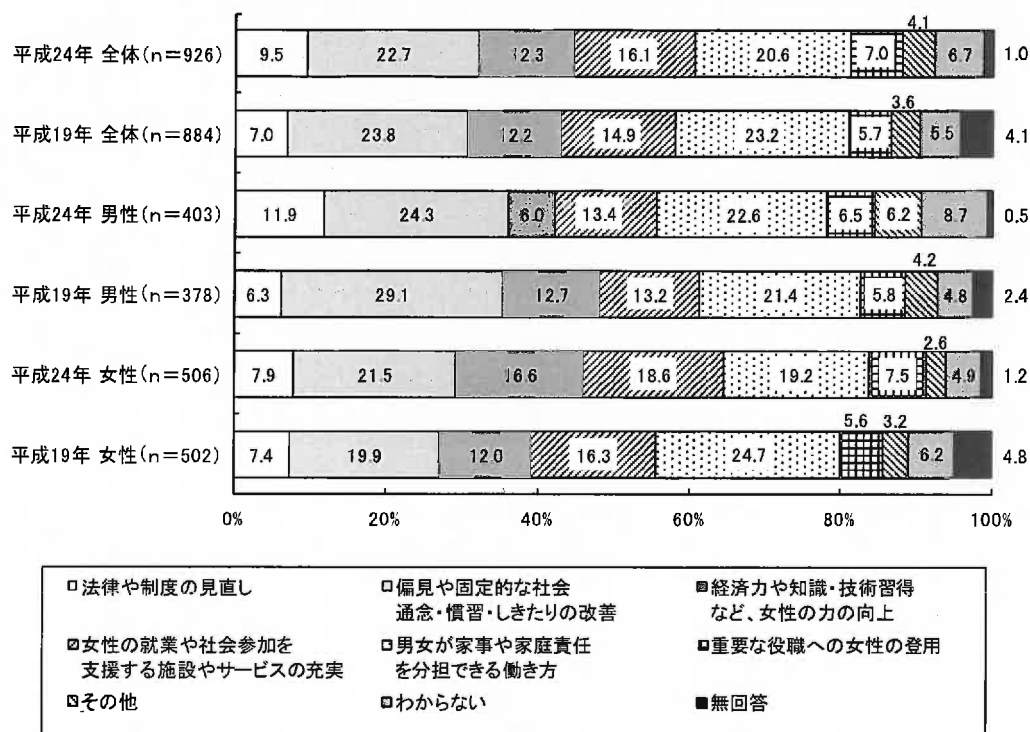 4.1
平成24年 全体(n=926) 9.5 22.7 12.3 16.1 20.6 7.0 6.7 1.0
3.6
平成19年 全体(n=884) 7.0 23.8 12.2 14.9 23.2 5.7 5.5 4.1
平成24年 男性(n=403) 11.9 24.3 6.0 13.4 22.6 6.5 6.2 8.7 0.5
4.2
平成19年 男性(n=378) 6.3 29.1 12.7 13.2 21.4 5.8 4.8 2.4
2.6
平成24年 女性(n=506) 7.9 21.5 16.6 18.6 19.2 7.5 4.9 1.2
5.6 3.2
平成19年 女性(n=502) 7.4 19.9 12.0 16.3 24.7 6.2 4.8
0% 20% 40% 60% 80% 100%
法律や制度の見直し
偏見や固定的な社会
通念・慣習・しきたりの改善
経済力や知識・技術習得
など、女性の力の向上
女性の就業や社会参加を
支援する施設やサービスの充実
男女が家事や家庭責任
を分担できる働き方
重要な役職への女性の登用
その他
わからない
無回答